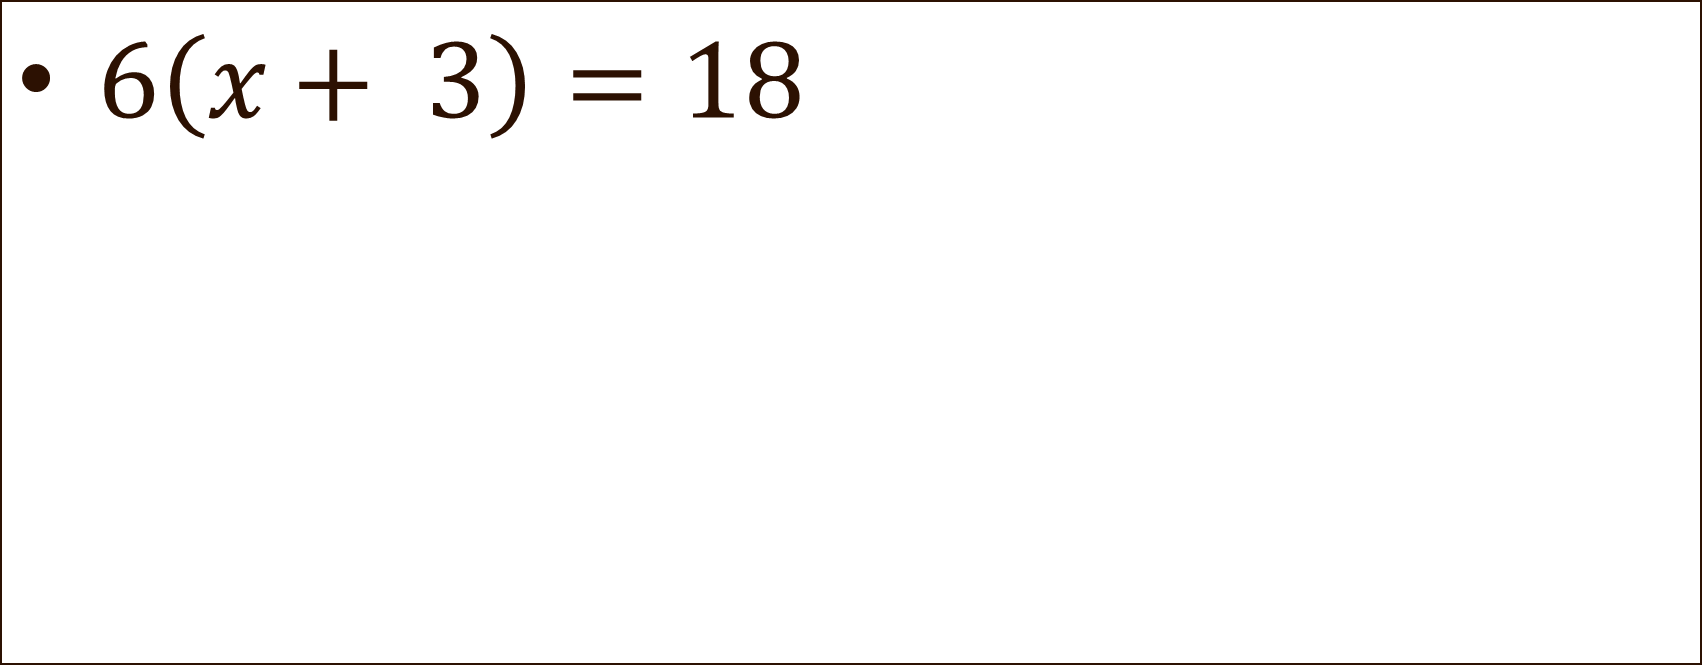 • 6(x + 3) = 18